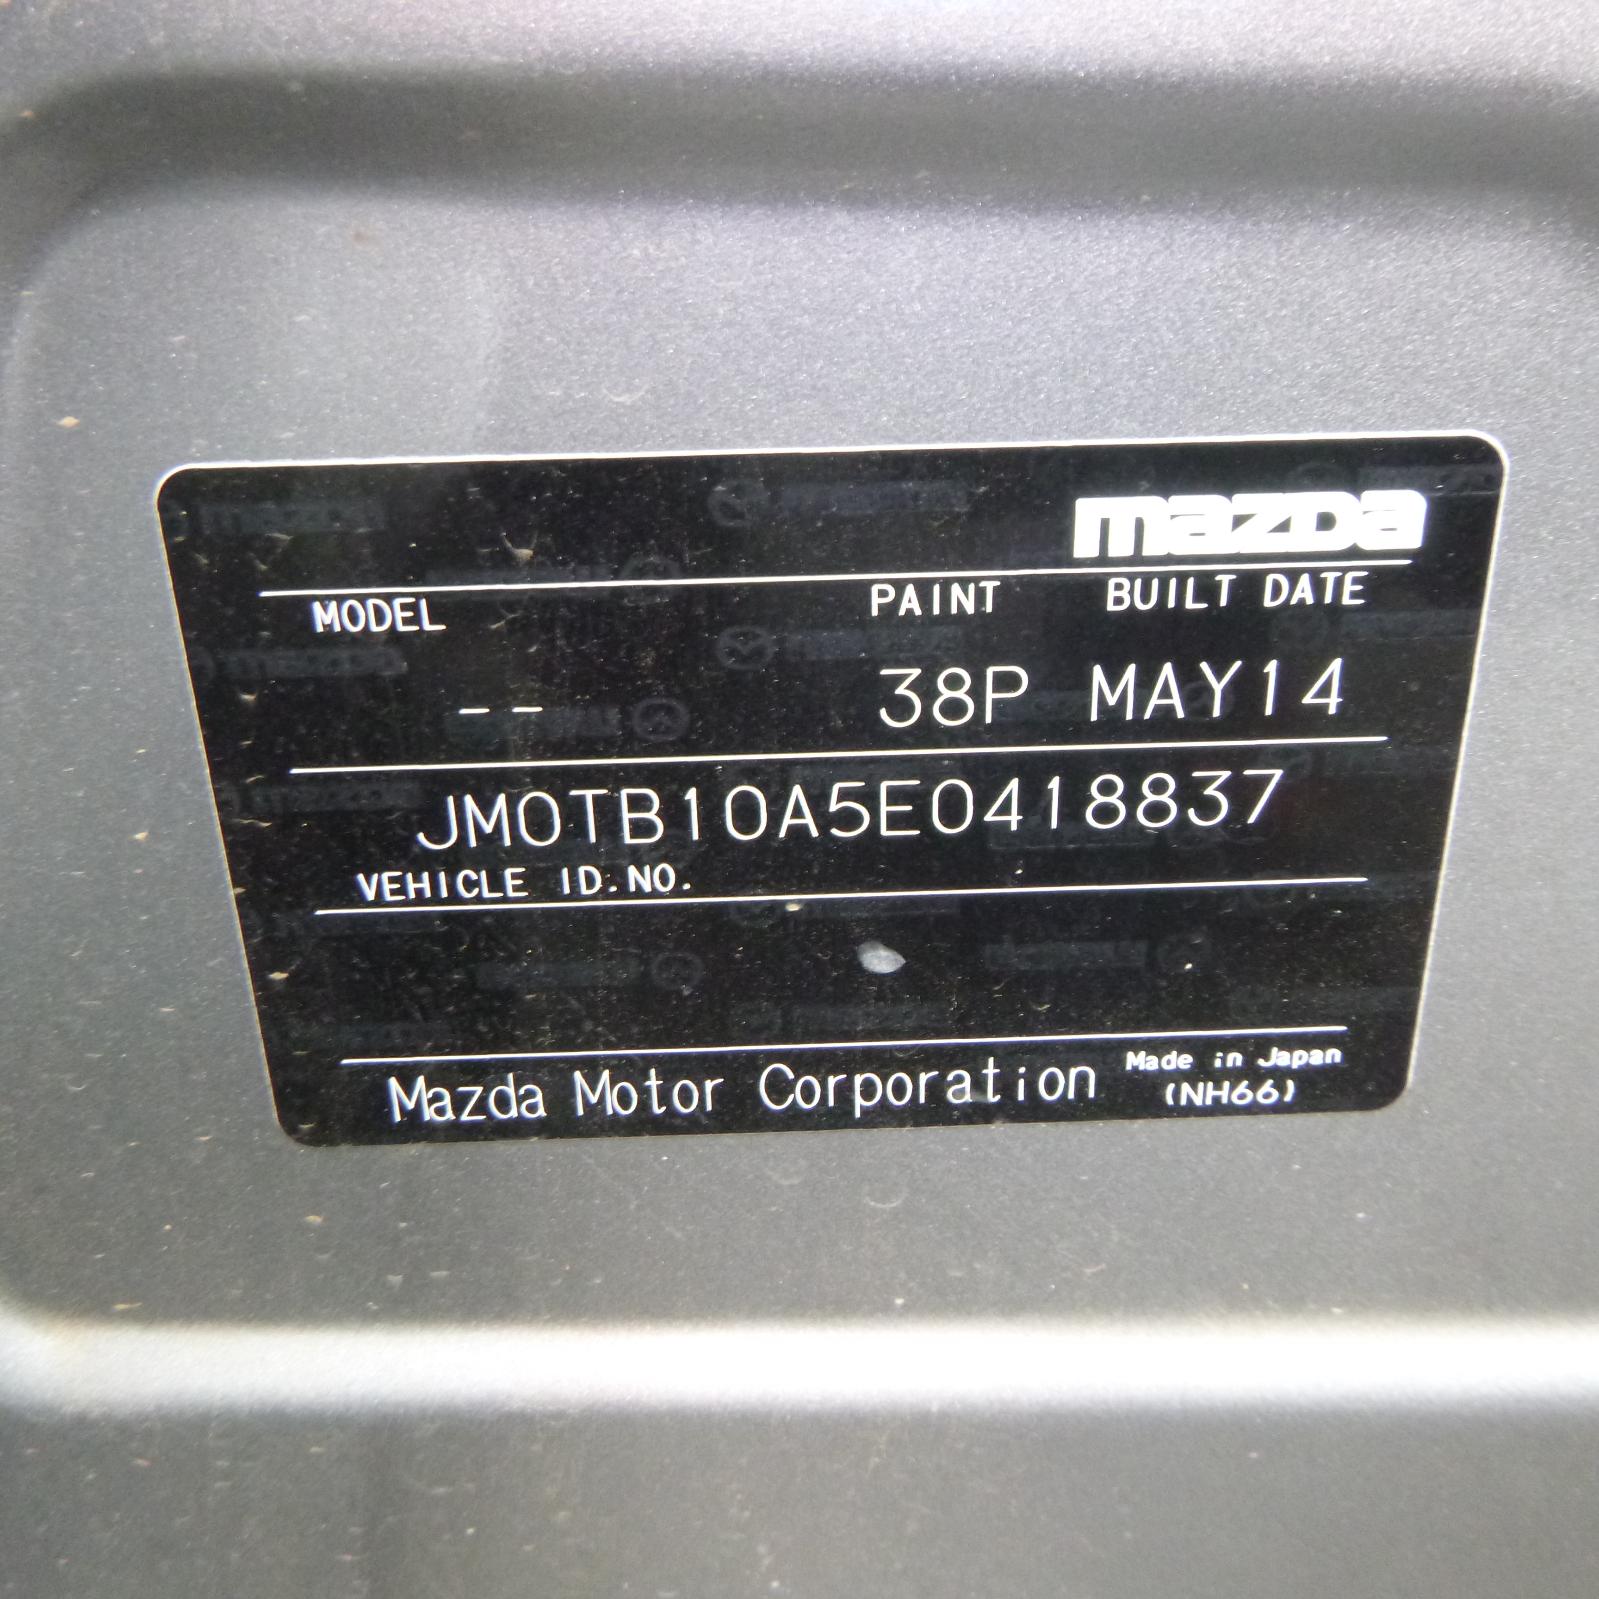 mazda
MODEL PAINT BUILT DATE
-- 38P MAY14
JM0TB10A5E0418837
VEHICLE ID.NO.
Mazda Motor Corporation Made in Japan
(NH66)